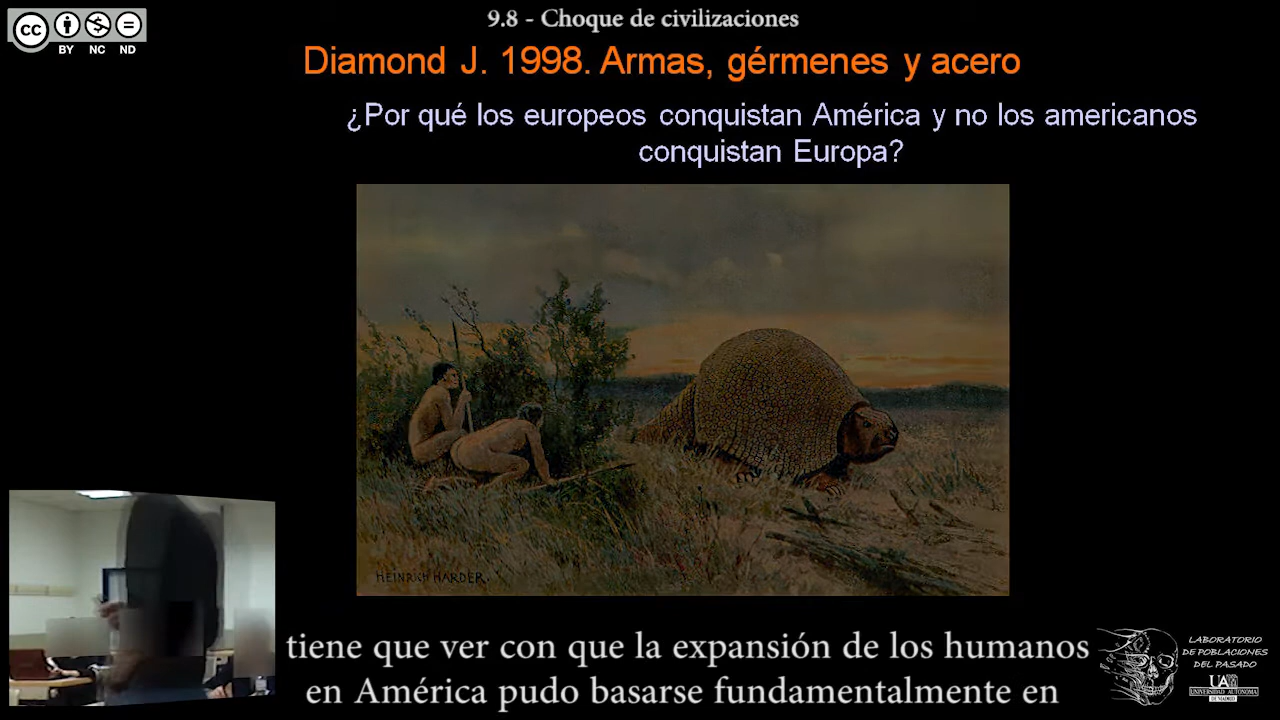 cc
BY NC ND
9.8 - Choque de civilizaciones
Diamond J. 1998. Armas, gérmenes y acero
¿Por qué los europeos conquistan América y no los americanos
conquistan Europa?
HEINRICH HARDER.
tiene que ver con que la expansión de los humanos
en América pudo basarse fundamentalmente en
LABORATORIO
DE POBLACIONES
DEL PASADO
UAM
UNIVERSIDAD AUTONOMA
DE MADRID